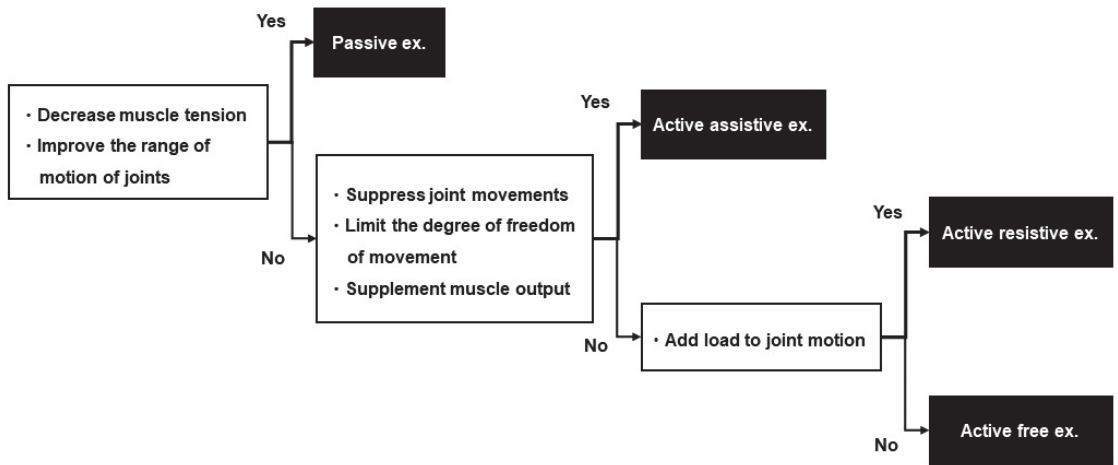 Yes
Passive ex.
・Decrease muscle tension
・Improve the range of
motion of joints
No
Yes
Active assistive ex.
・Suppress joint movements
・Limit the degree of freedom
of movement
・Supplement muscle output
No
Yes
Active resistive ex.
・Add load to joint motion
No
Active free ex.